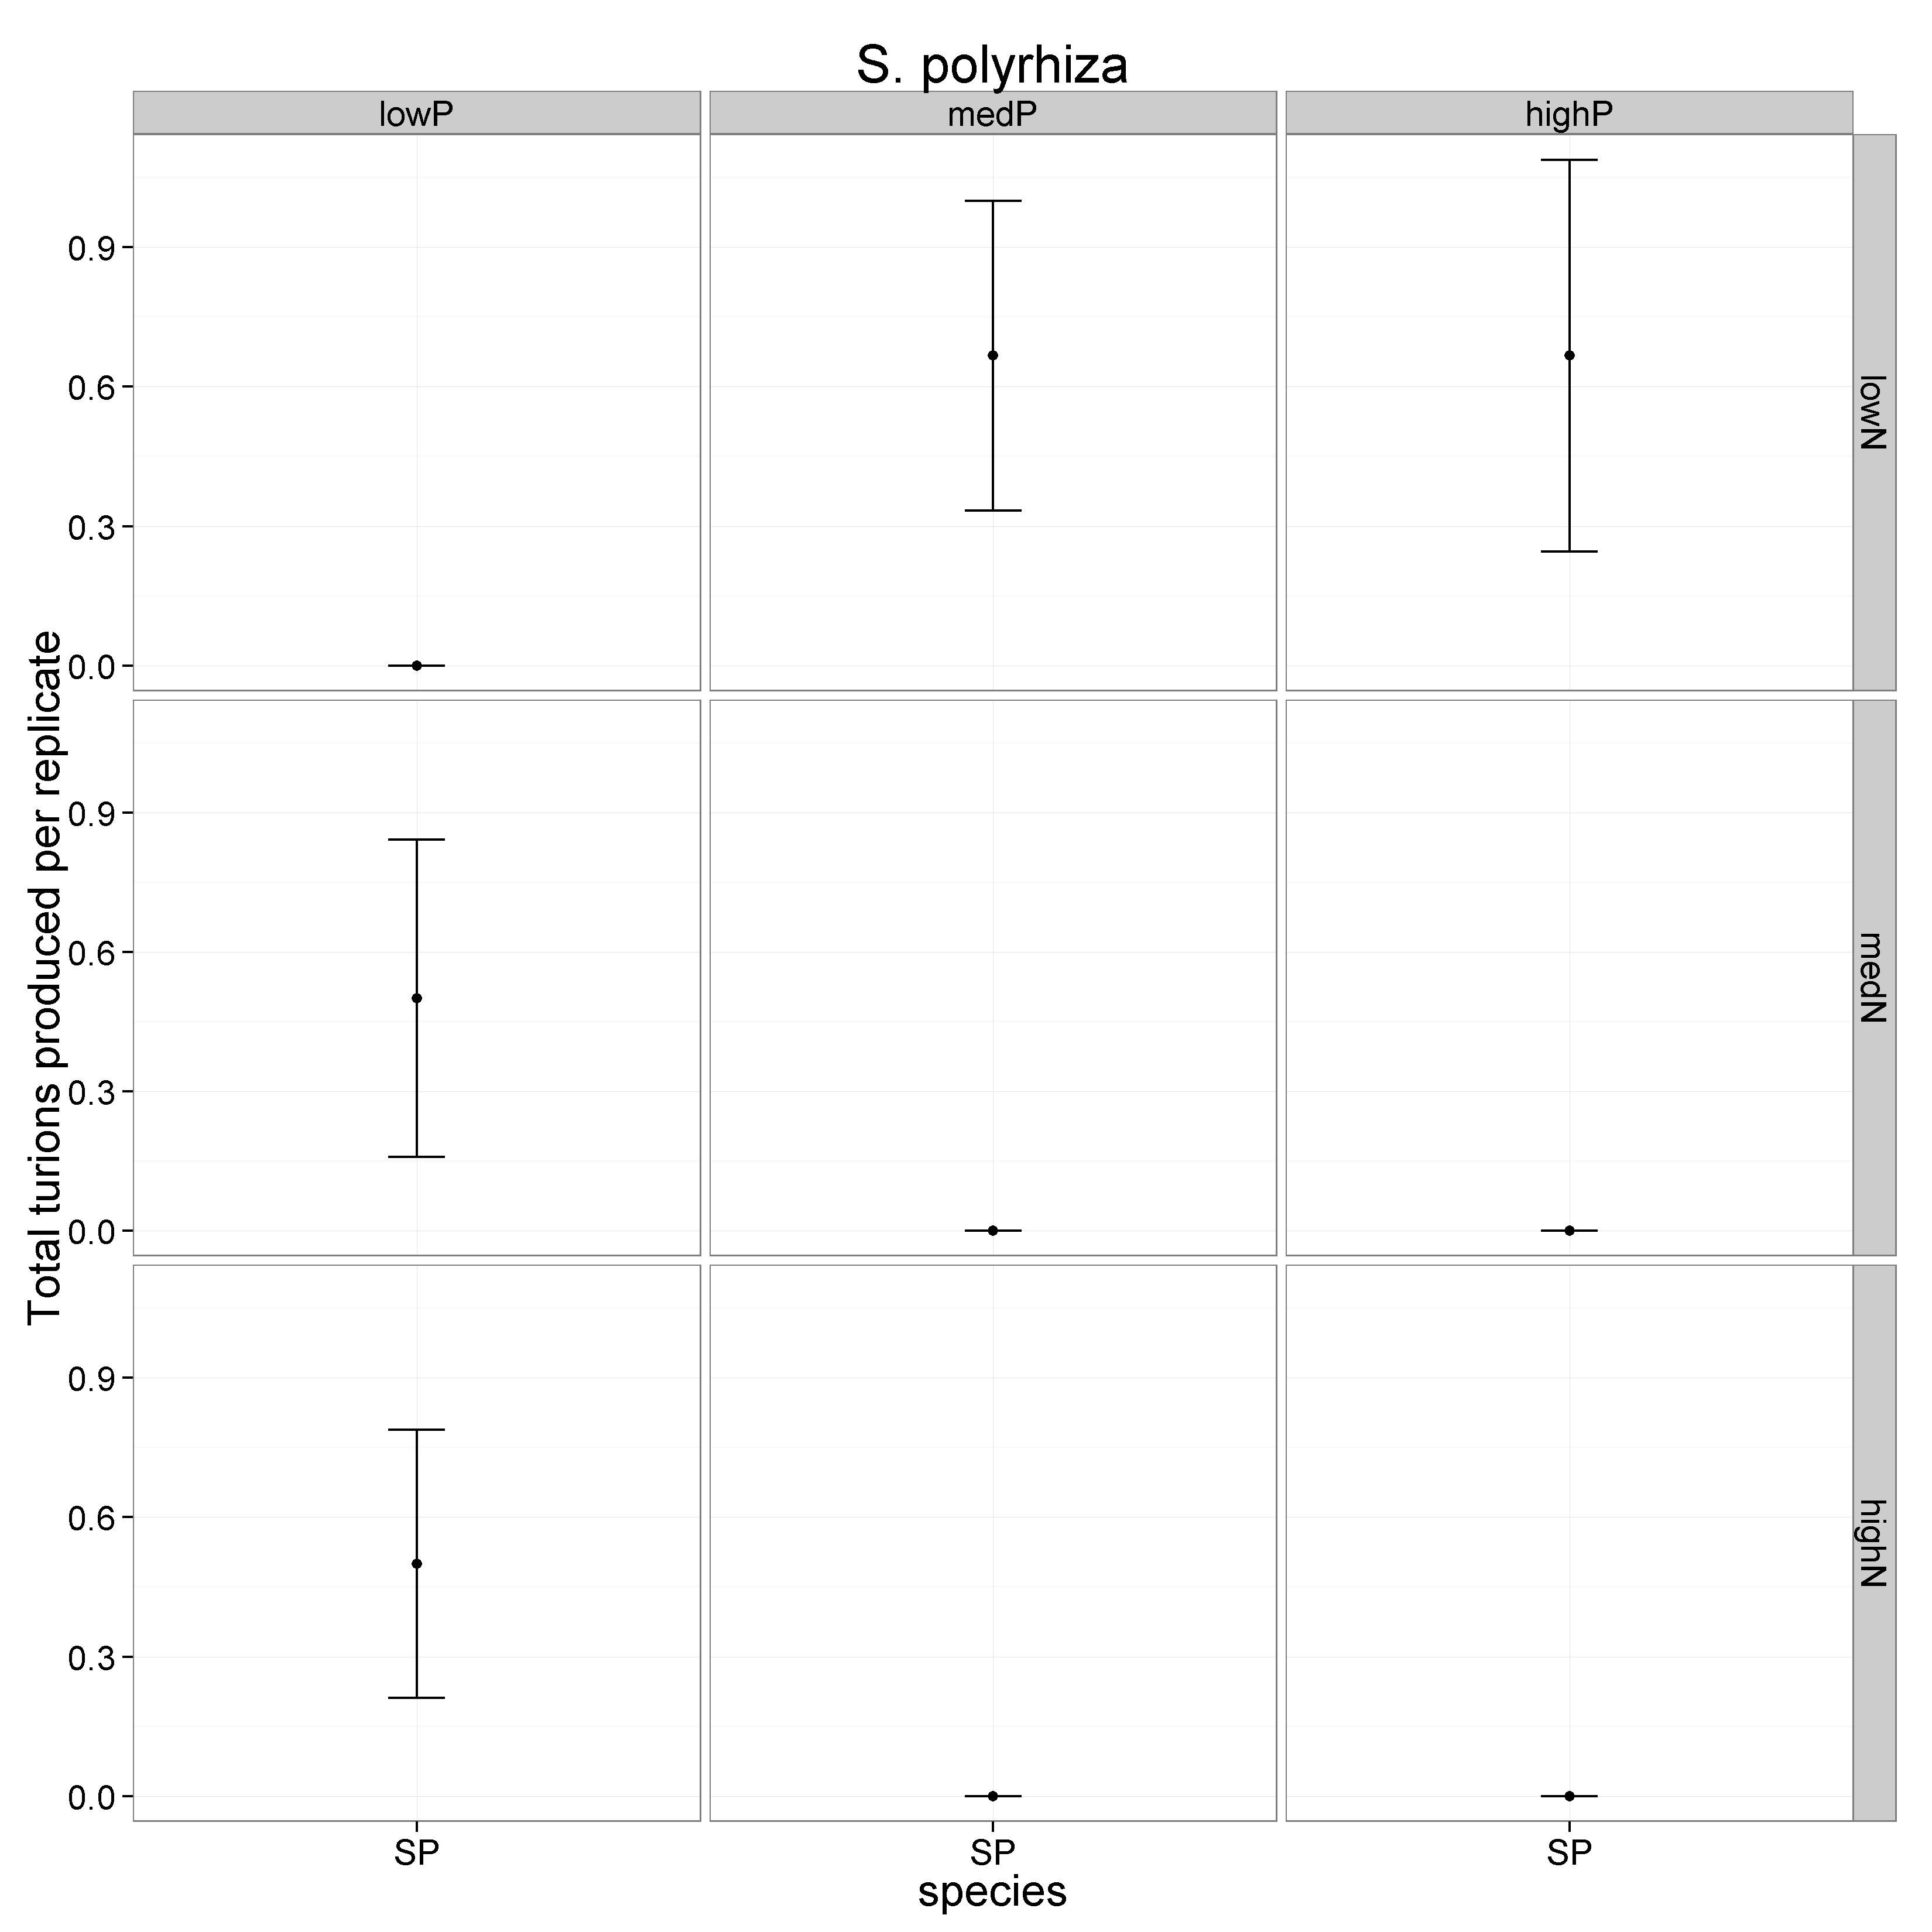 S. polyrhiza
lowP
medP
highP
lowN
medN
highN
Total turions produced per replicate
0.9
0.6
0.3
0.0
0.9
0.6
0.3
0.0
0.9
0.6
0.3
0.0
SP
SP
SP
species